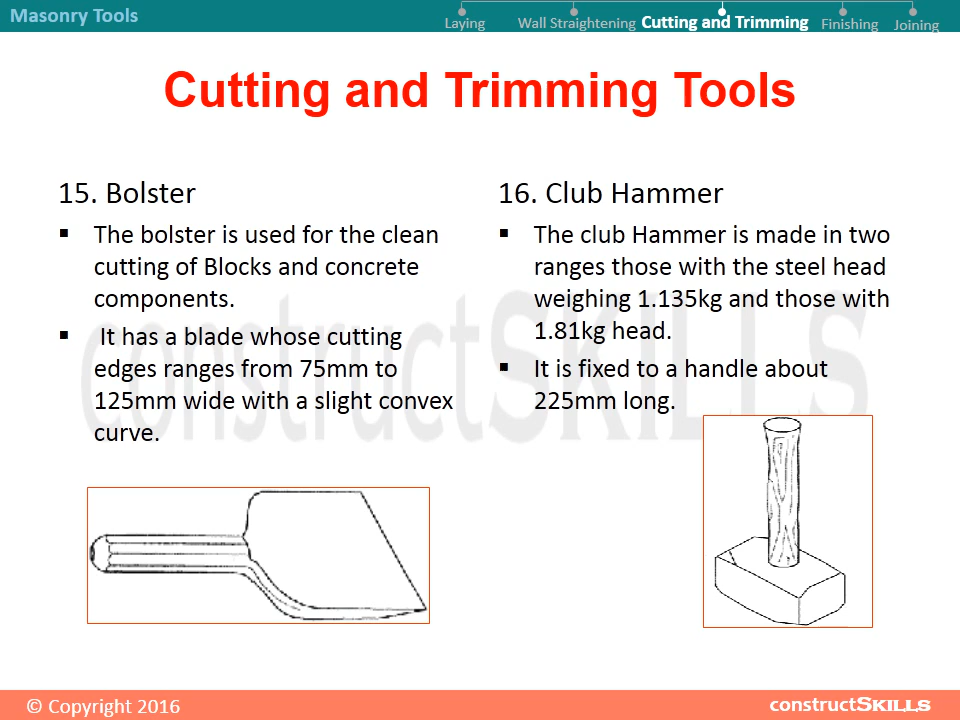 Masonry Tools
Laying
Wall Straightening
Cutting and Trimming
Finishing
Joining
Cutting and Trimming Tools
15. Bolster
▪ The bolster is used for the clean
cutting of Blocks and concrete
components.
▪ It has a blade whose cutting
edges ranges from 75mm to
125mm wide with a slight convex
curve.
16. Club Hammer
▪ The club Hammer is made in two
ranges those with the steel head
weighing 1.135kg and those with
1.81kg head.
▪ It is fixed to a handle about
225mm long.
constructSKILLS
© Copyright 2016
constructSKILLS